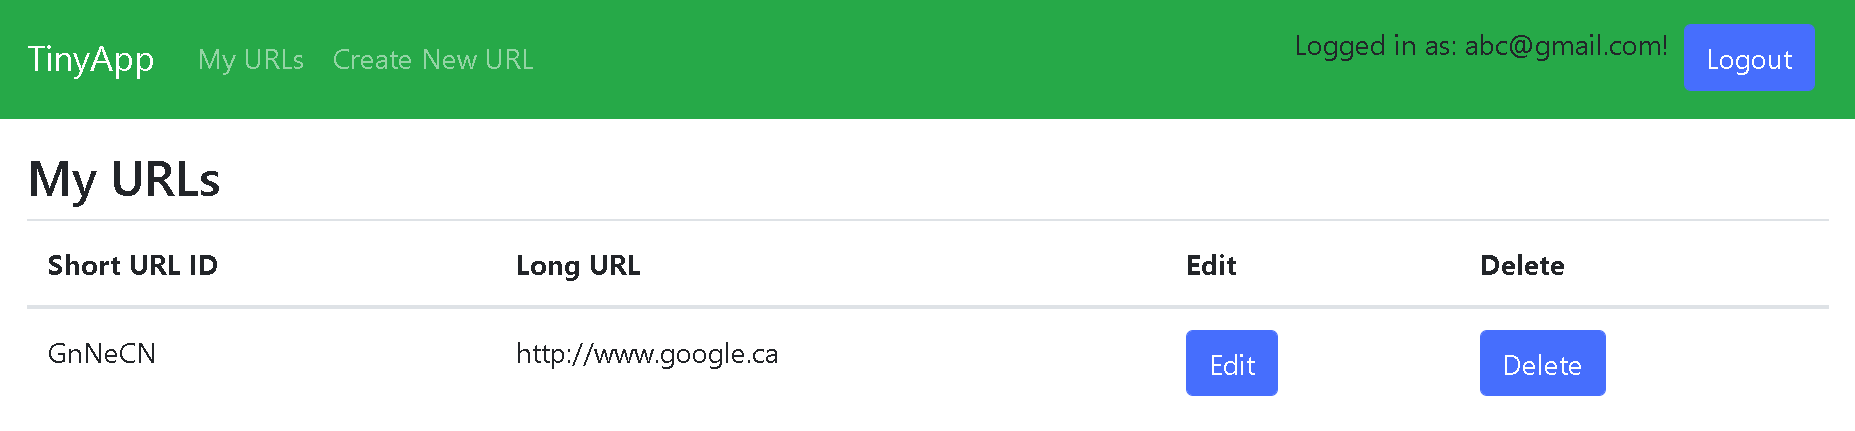 TinyApp My URLs Create New URL Logged in as: abc@gmail.com! Logout
My URLs
Short URL ID Long URL Edit Delete
GnNeCN http://www.google.ca Edit Delete